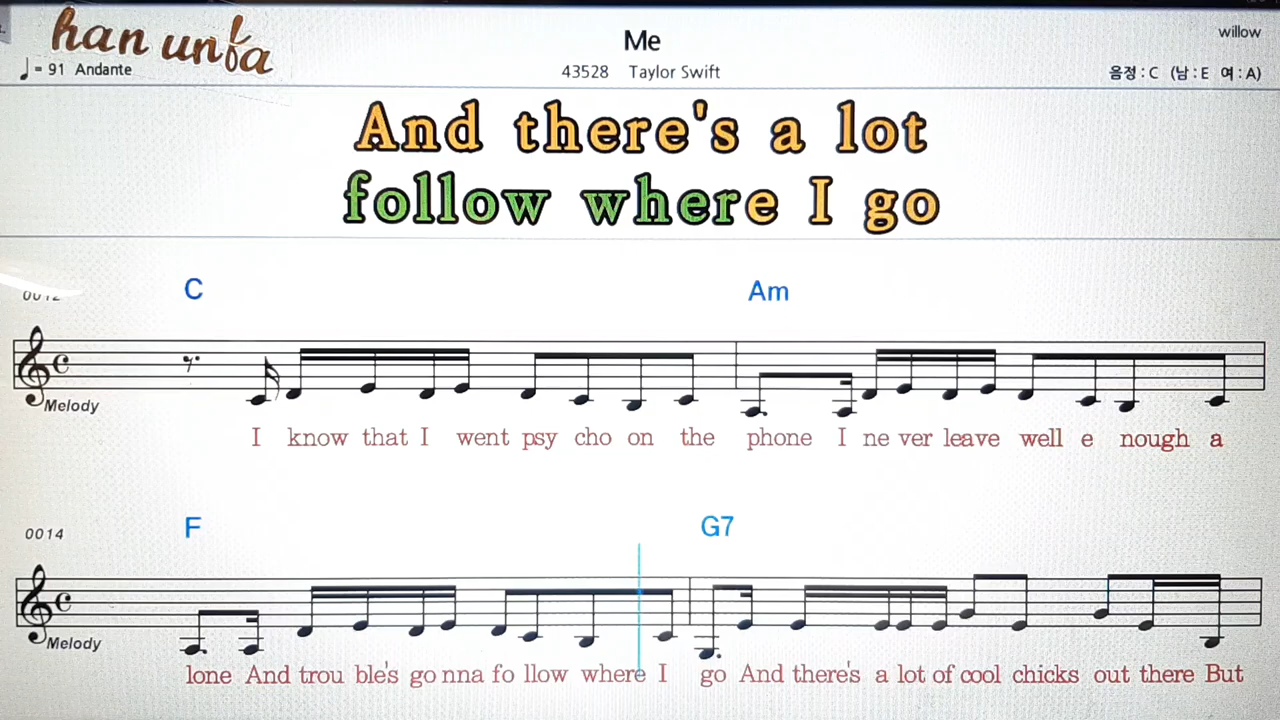 han unfa
Me
willow
♩ = 91 Andante
43528 Taylor Swift
음정 : C (남 : E 여 : A)
And there's a lot
follow where I go
0012
C Am
Melody
I know that I went psy cho on the phone I ne ver leave well e nough a
0014
F G7
Melody
lone And trou ble's go nna fo llow where I go And there's a lot of cool chicks out there But